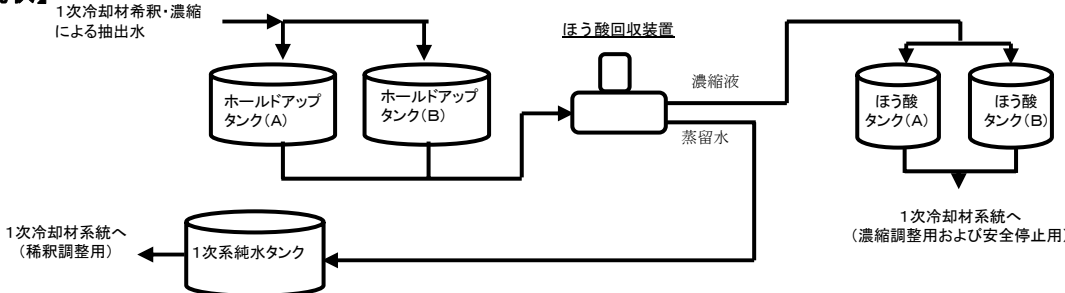 状】
1次冷却材希釈・濃縮
による抽出水
ほう酸回収装置
濃縮液
蒸留水
ホールドアップ
タンク(A)
ホールドアップ
タンク(B)
ほう酸
タンク(A)
ほう酸
タンク(B)
1次冷却材系統へ
(稀釈調整用)
1次系純水タンク
1次冷却材系統へ
(濃縮調整用および安全停止用)